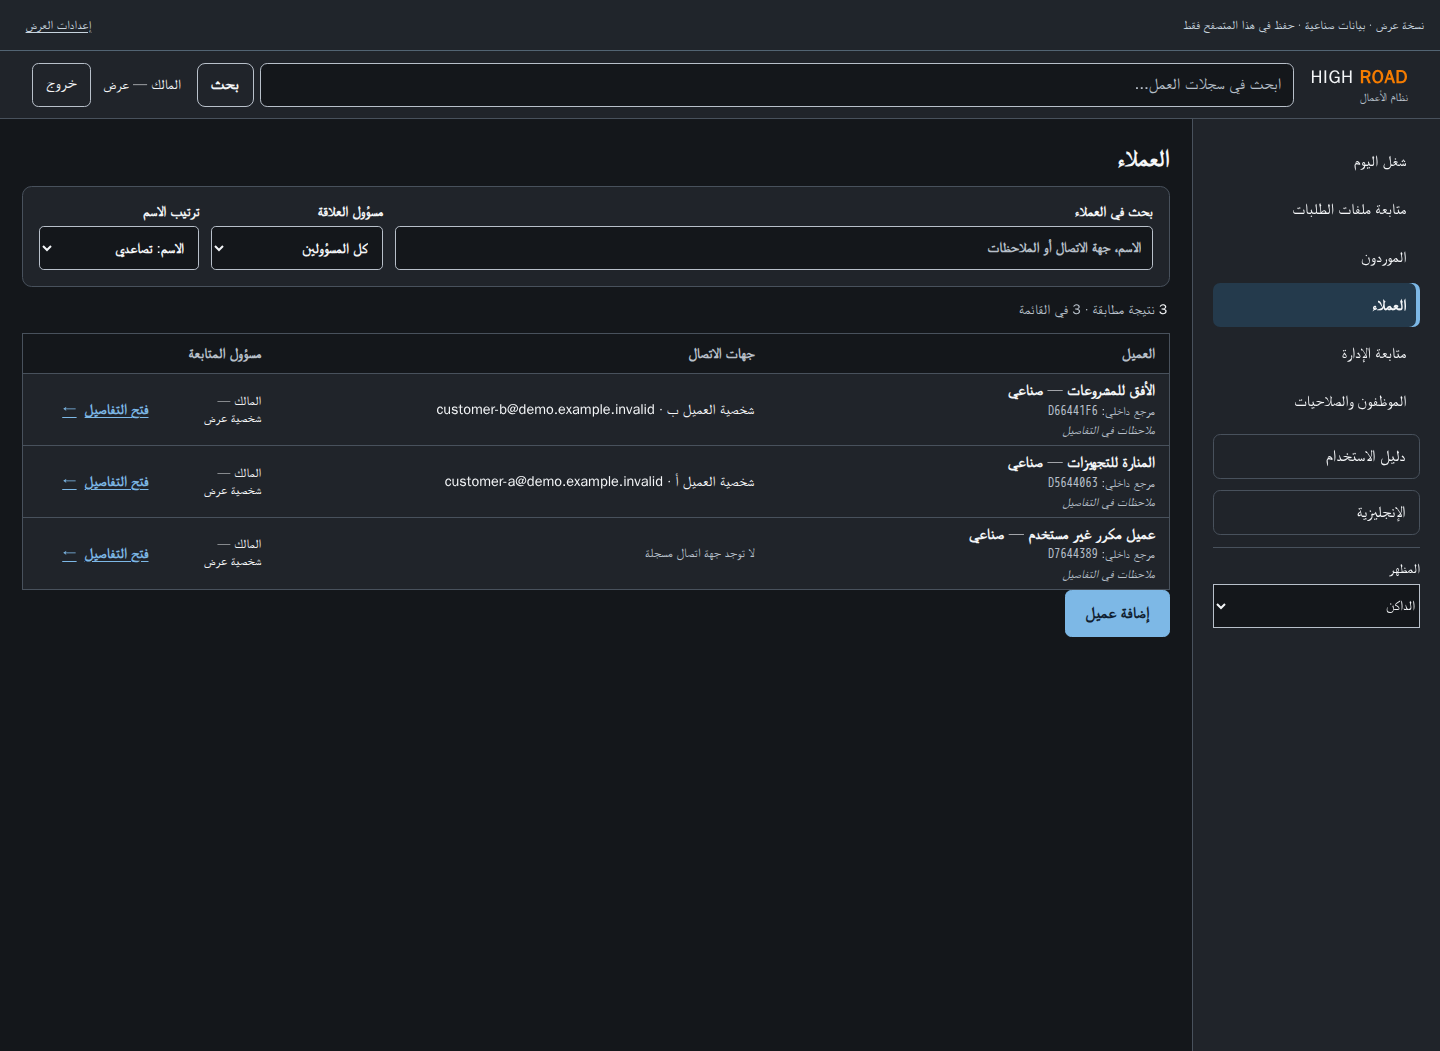 نسخة عرض · بيانات صناعية · حفظ في هذا المتصفح فقط
إعدادات العرض
HIGH ROAD
نظام الأعمال
ابحث في سجلات العمل...
بحث
المالك — عرض
خروج
شغل اليوم
متابعة ملفات الطلبات
الموردون
العملاء
متابعة الإدارة
الموظفون والصلاحيات
دليل الاستخدام
الإنجليزية
المظهر
الداكن
العملاء
بحث في العملاء
مسؤول العلاقة
ترتيب الاسم
الاسم، جهة الاتصال أو الملاحظات
كل المسؤولين
الاسم: تصاعدي
3 نتيجة مطابقة · 3 في القائمة
العميل
جهات الاتصال
مسؤول المتابعة
الأفق للمشروعات — صناعي
مرجع داخلي: D66441F6
ملاحظات في التفاصيل
شخصية العميل ب · customer-b@demo.example.invalid
المالك —
شخصية عرض
فتح التفاصيل ←
المنارة للتجهيزات — صناعي
مرجع داخلي: D5644063
ملاحظات في التفاصيل
شخصية العميل أ · customer-a@demo.example.invalid
المالك —
شخصية عرض
فتح التفاصيل ←
عميل مكرر غير مستخدم — صناعي
مرجع داخلي: D7644389
ملاحظات في التفاصيل
لا توجد جهة اتصال مسجلة
المالك —
شخصية عرض
فتح التفاصيل ←
إضافة عميل